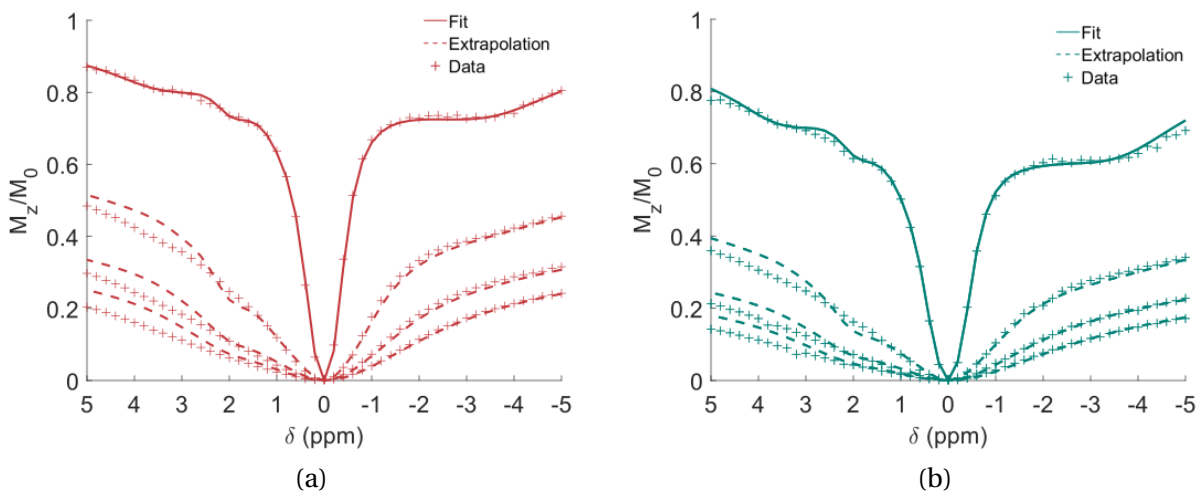 1
0.8
0.6
0.4
0.2
0
M_z/M_0
5 4 3 2 1 0 -1 -2 -3 -4 -5
δ (ppm)
Fit
Extrapolation
Data
(a)
1
0.8
0.6
0.4
0.2
0
M_z/M_0
5 4 3 2 1 0 -1 -2 -3 -4 -5
δ (ppm)
Fit
Extrapolation
Data
(b)